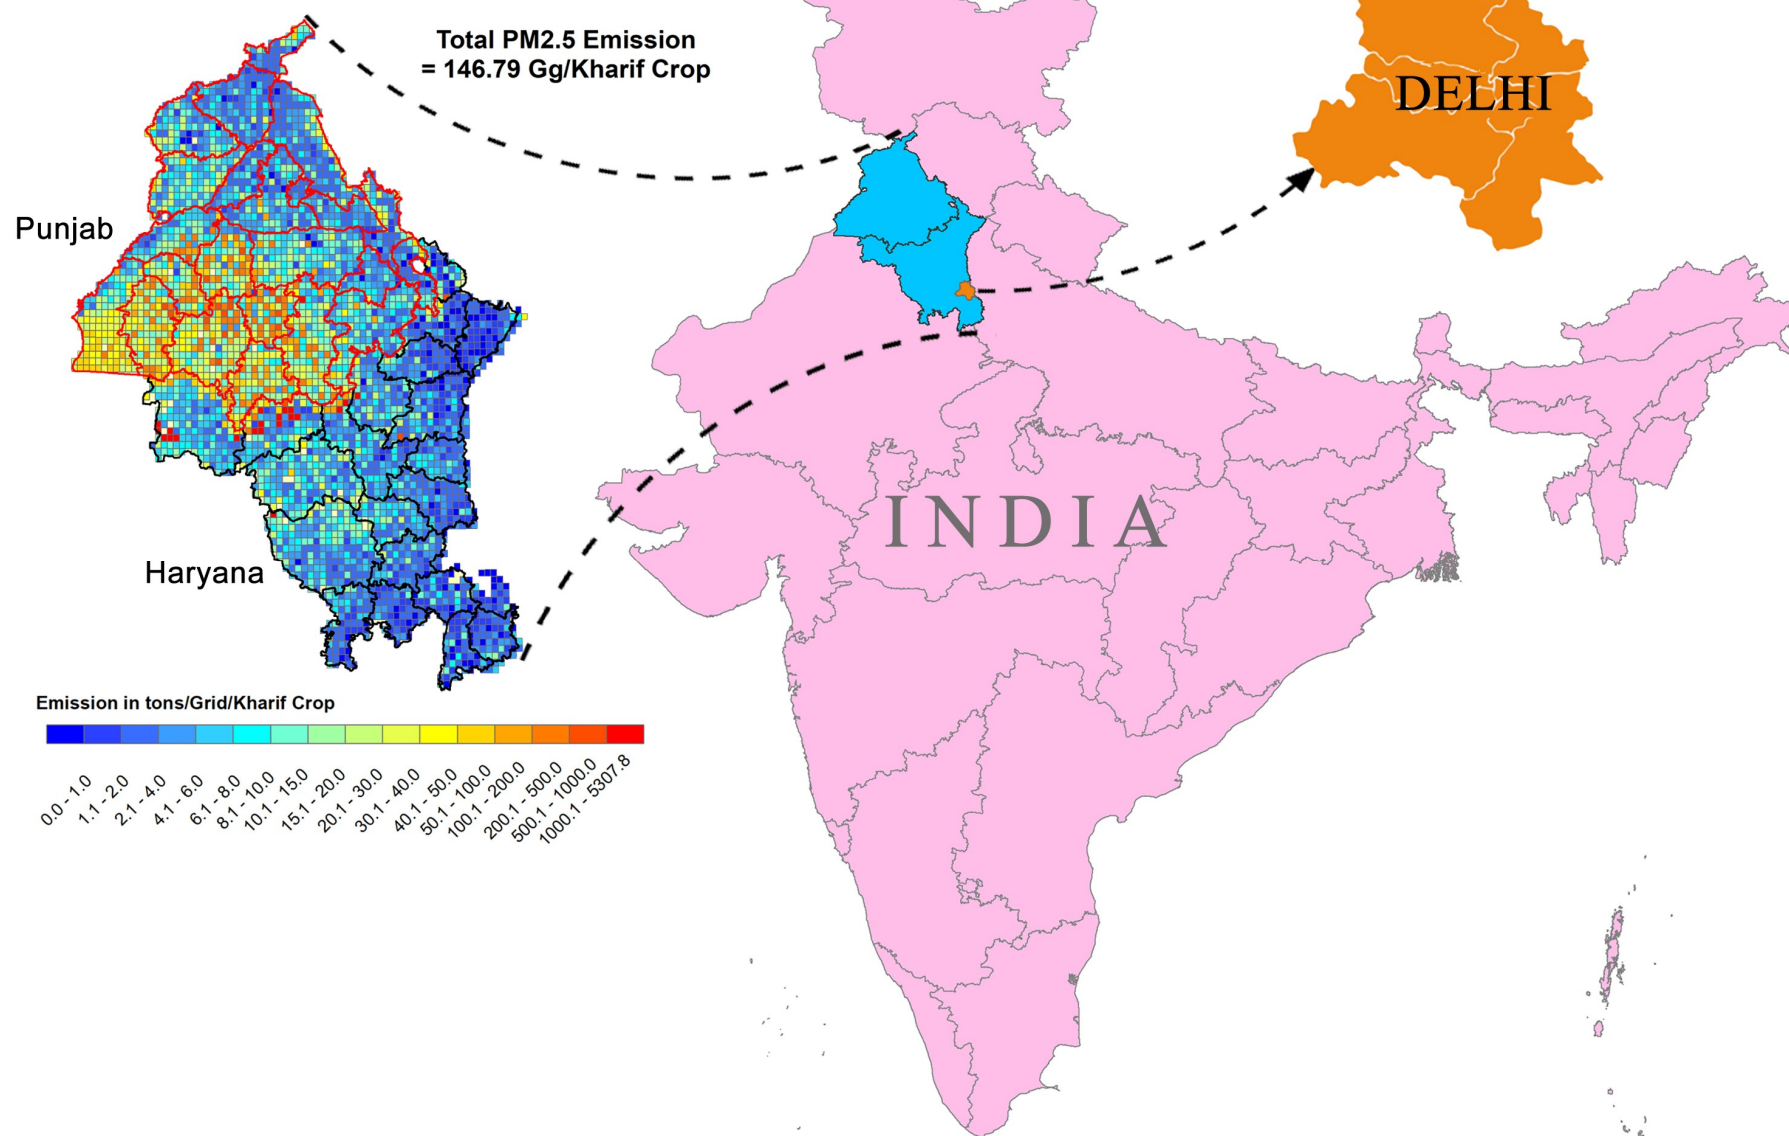 Total PM2.5 Emission
= 146.79 Gg/Kharif Crop
DELHI
Punjab
INDIA
Haryana
Emission in tons/Grid/Kharif Crop
0.0 - 1.0
1.1 - 2.0
2.1 - 4.0
4.1 - 6.0
6.1 - 8.0
8.1 - 10.0
10.1 - 15.0
15.1 - 20.0
20.1 - 30.0
30.1 - 40.0
40.1 - 50.0
50.1 - 100.0
100.1 - 200.0
200.1 - 500.0
500.1 - 1000.0
1000.1 - 5307.8